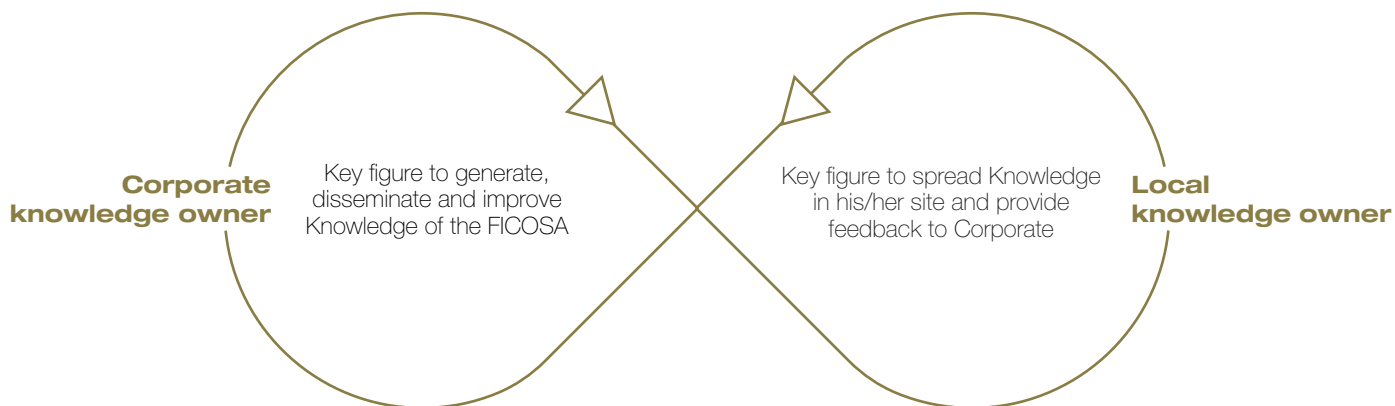 Corporate
knowledge owner
Key figure to generate,
disseminate and improve
Knowledge of the FICOSA
Key figure to spread Knowledge
in his/her site and provide
feedback to Corporate
Local
knowledge owner